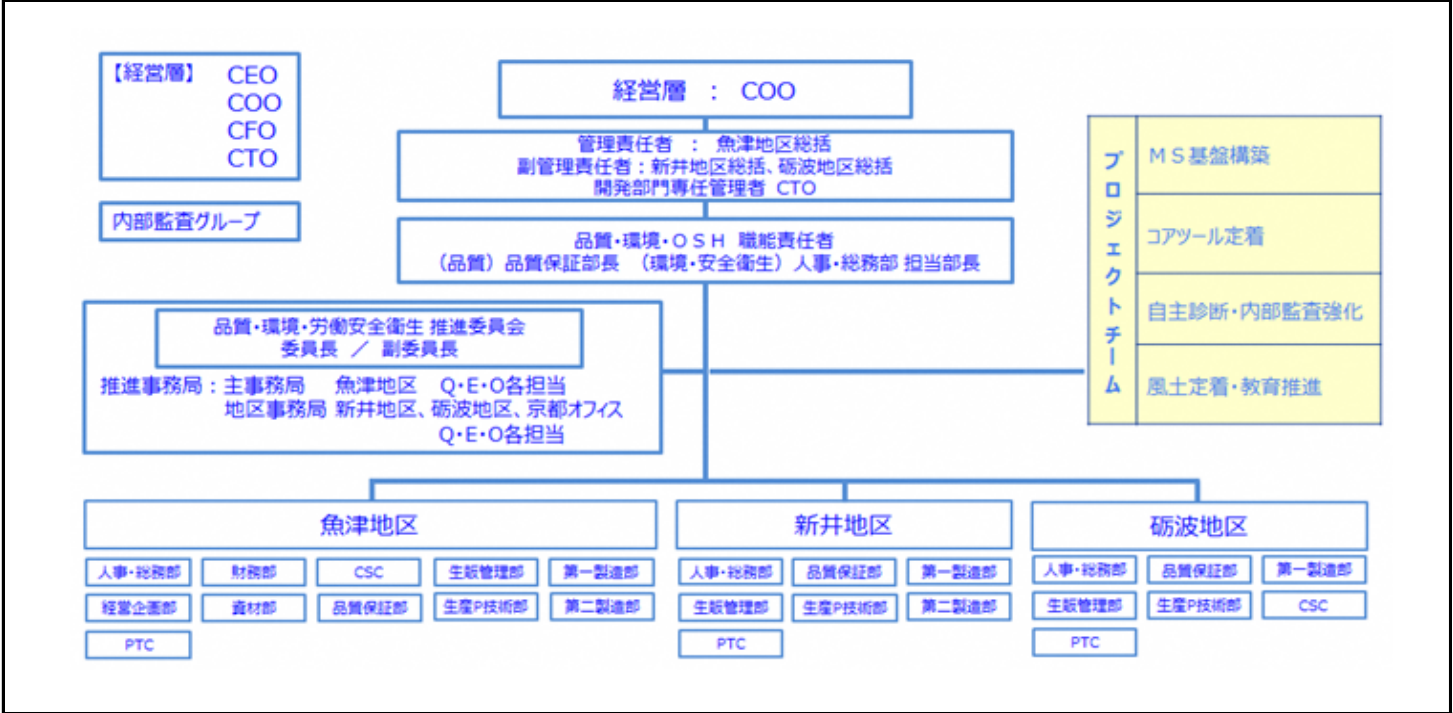 【経営層】 CEO
COO
CFO
CTO
内部監査グループ
経営層 ： COO
管理責任者 ： 魚津地区総括
副管理責任者：新井地区総括、砺波地区総括
開発部門専任管理者 CTO
品質・環境・ＯＳＨ 職能責任者
（品質）品質保証部長 （環境・安全衛生）人事・総務部 担当部長
品質・環境・労働安全衛生 推進委員会
委員長 ／ 副委員長
推進事務局：主事務局 魚津地区 Q・E・O各担当
地区事務局 新井地区、砺波地区、京都オフィス
Q・E・O各担当
プロジェクトチーム
ＭＳ基盤構築
コアツール定着
自主診断・内部監査強化
風土定着・教育推進
魚津地区
人事・総務部 財務部 CSC 生販管理部 第一製造部
経営企画部 資材部 品質保証部 生産P技術部 第二製造部
PTC
新井地区
人事・総務部 品質保証部 第一製造部
生販管理部 生産P技術部 第二製造部
PTC
砺波地区
人事・総務部 品質保証部 第一製造部
生販管理部 生産P技術部 CSC
PTC